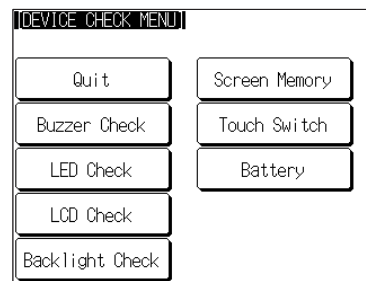 [DEVICE CHECK MENU]
Quit
Screen Memory
Buzzer Check
Touch Switch
LED Check
Battery
LCD Check
Backlight Check